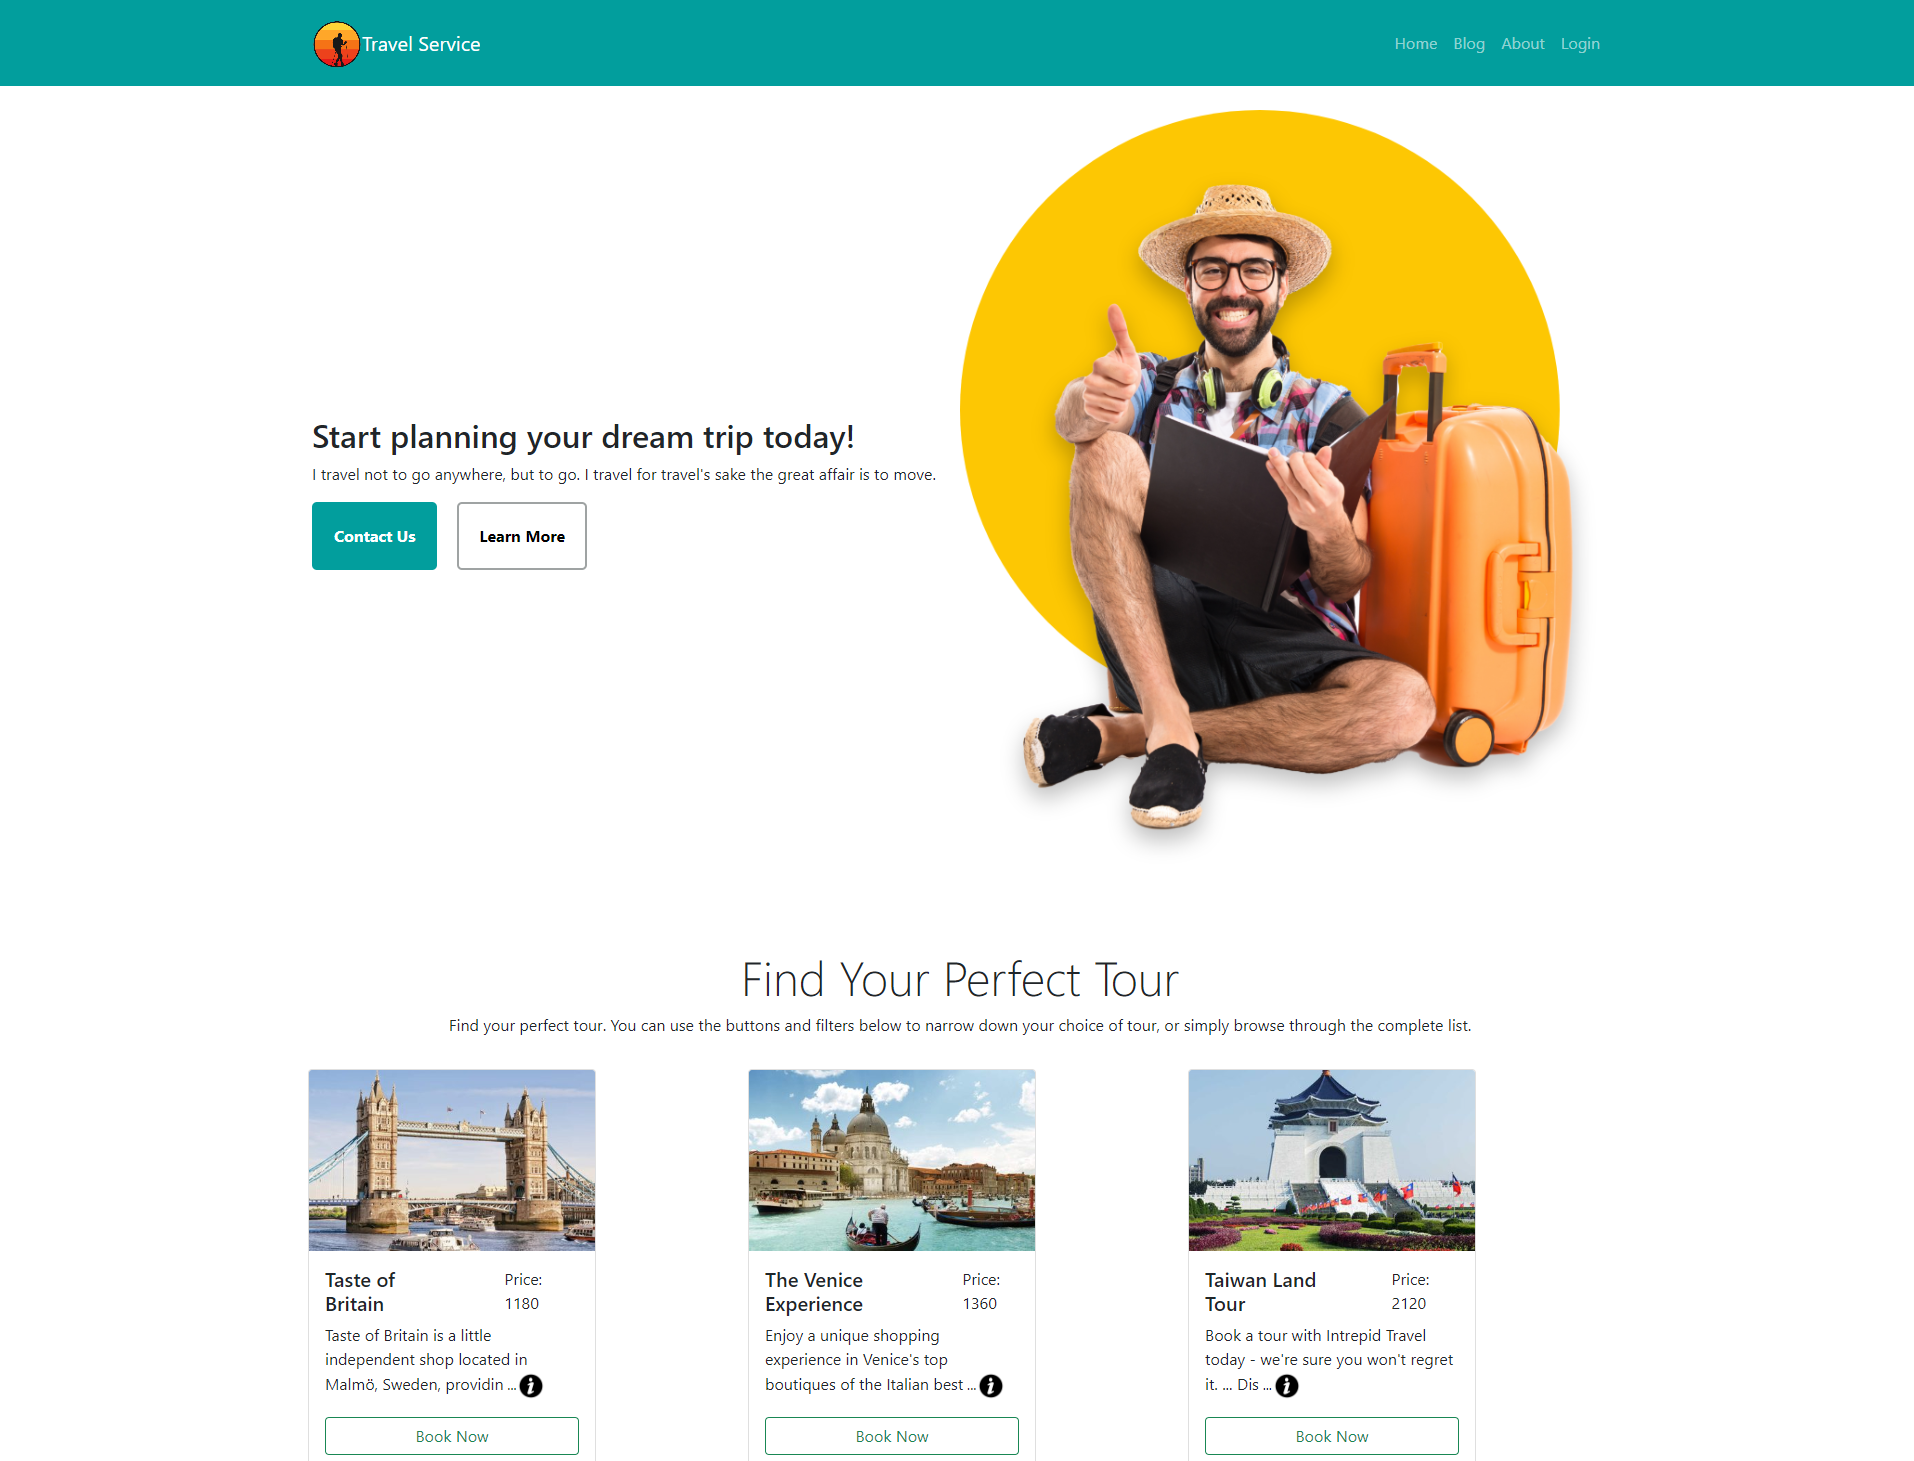 Travel Service
Home Blog About Login
Start planning your dream trip today!
I travel not to go anywhere, but to go. I travel for travel's sake the great affair is to move.
Contact Us Learn More
Find Your Perfect Tour
Find your perfect tour. You can use the buttons and filters below to narrow down your choice of tour, or simply browse through the complete list.
Taste of
Britain
Price:
1180
Taste of Britain is a little
independent shop located in
Malmö, Sweden, providin ...
Book Now
The Venice
Experience
Price:
1360
Enjoy a unique shopping
experience in Venice's top
boutiques of the Italian best ...
Book Now
Taiwan Land
Tour
Price:
2120
Book a tour with Intrepid Travel
today - we're sure you won't regret
it. ... Dis ...
Book Now